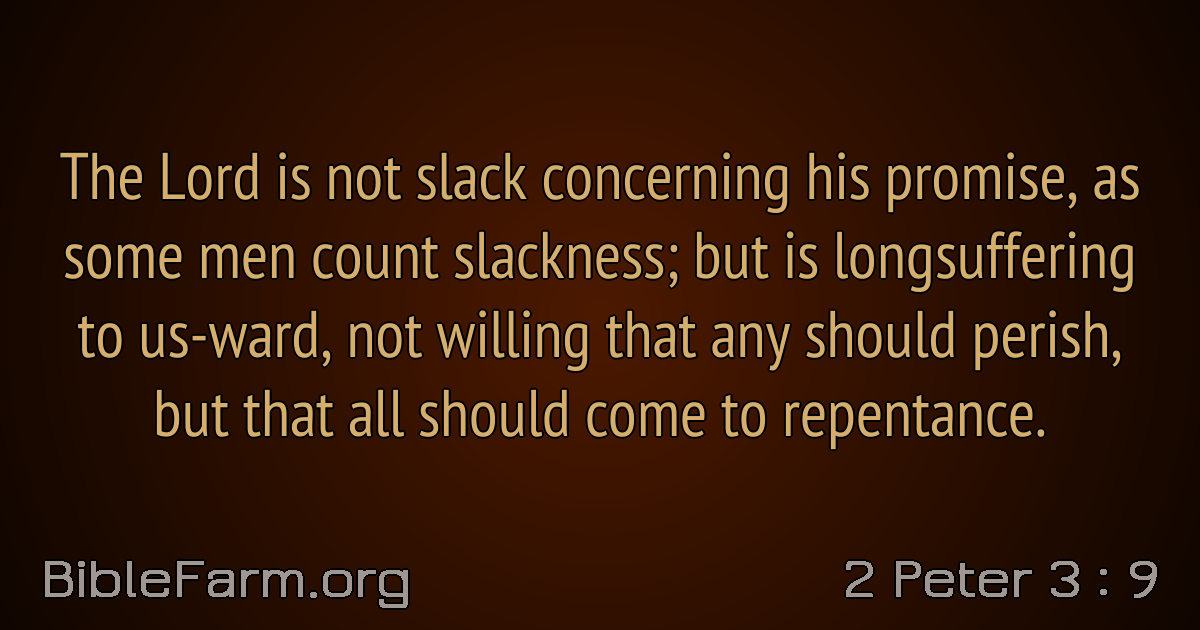 The Lord is not slack concerning his promise, as
some men count slackness; but is longsuffering
to us-ward, not willing that any should perish,
but that all should come to repentance.
BibleFarm.org
2 Peter 3 : 9